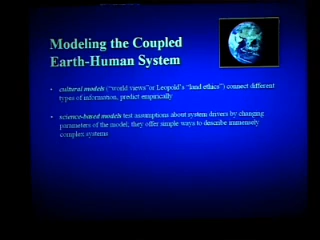 Modeling the Coupled
Earth-Human System
• cultural models ("world views"or Leopold's "land ethics") connect different
types of information, predict empirically
• science-based models test assumptions about system drivers by changing
parameters of the model; they offer simple ways to describe immensely
complex systems